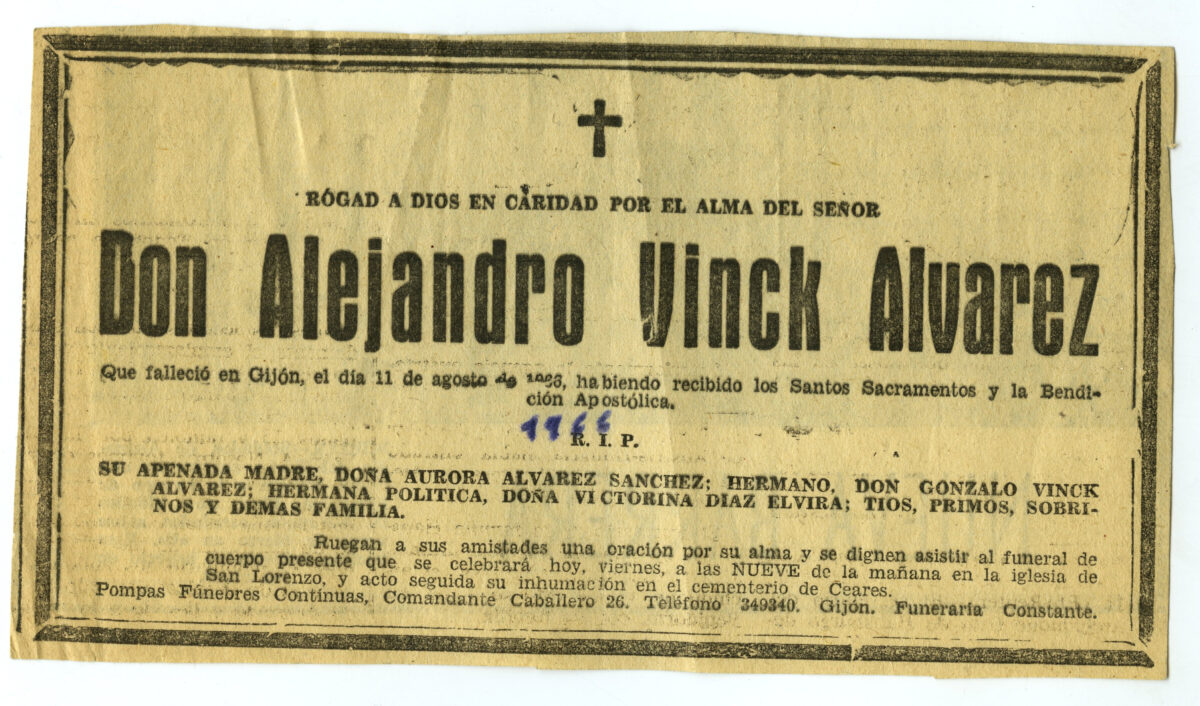 ROGAD A DIOS EN CARIDAD POR EL ALMA DEL SEÑOR
Don Alejandro Vinck Alvarez
Que falleció en Gijón, el día 11 de agosto de 1966, habiendo recibido los Santos Sacramentos y la Bendi-
ción Apostólica.
1966
R. I. P.
SU APENADA MADRE, DOÑA AURORA ALVAREZ SANCHEZ; HERMANO, DON GONZALO VINCK
ALVAREZ; HERMANA POLITICA, DOÑA VICTORINA DIAZ ELVIRA; TIOS, PRIMOS, SOBRI-
NOS Y DEMAS FAMILIA.
Ruegan a sus amistades una oración por su alma y se dignen asistir al funeral de
cuerpo presente que se celebrará hoy, viernes, a las NUEVE de la mañana en la iglesia de
San Lorenzo, y acto seguida su inhumación en el cementerio de Ceares.
Pompas Fúnebres Contínuas, Comandante Caballero 26. Teléfono 349340. Gijón. Funeraria Constante.